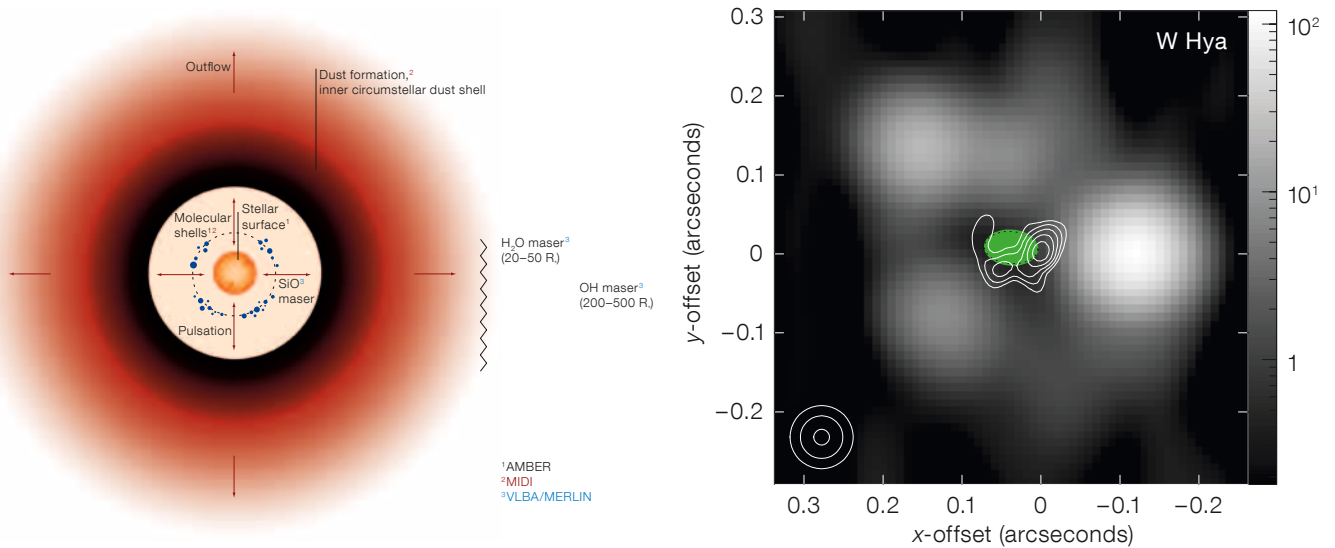 Outflow
Dust formation,²
inner circumstellar dust shell
Molecular
shells¹²
Stellar
surface¹
SiO³
maser
Pulsation
H₂O maser³
(20–50 R.)
OH maser³
(200–500 R.)
¹AMBER
²MIDI
³VLBA/MERLIN
W Hya
0.3
0.2
0.1
0
−0.1
−0.2
y-offset (arcseconds)
0.3
0.2
0.1
0
−0.1
−0.2
x-offset (arcseconds)
10²
10¹
1